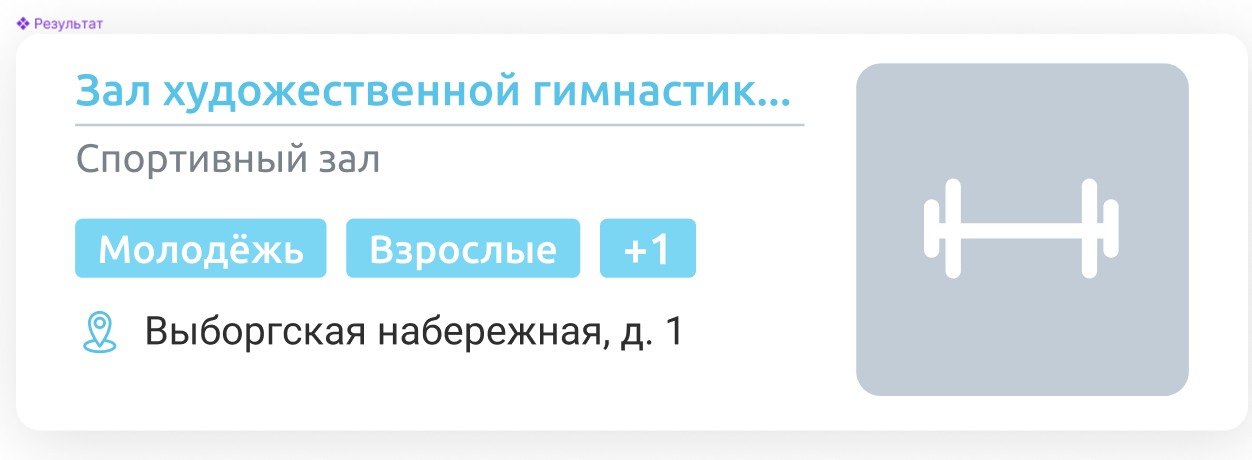 Результат
Зал художественной гимнастик...
Спортивный зал
Молодёжь Взрослые +1
Выборгская набережная, д. 1